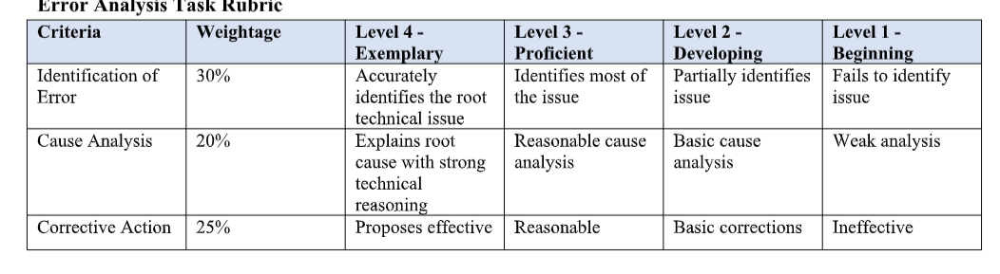 Error Analysis Task Rubric
Criteria Weightage Level 4 - Level 3 - Level 2 - Level 1 -
Exemplary Proficient Developing Beginning
Identification of 30% Accurately Identifies most of Partially identifies Fails to identify
Error identifies the root the issue issue issue
technical issue
Cause Analysis 20% Explains root Reasonable cause Basic cause Weak analysis
cause with strong analysis analysis
technical
reasoning
Corrective Action 25% Proposes effective Reasonable Basic corrections Ineffective